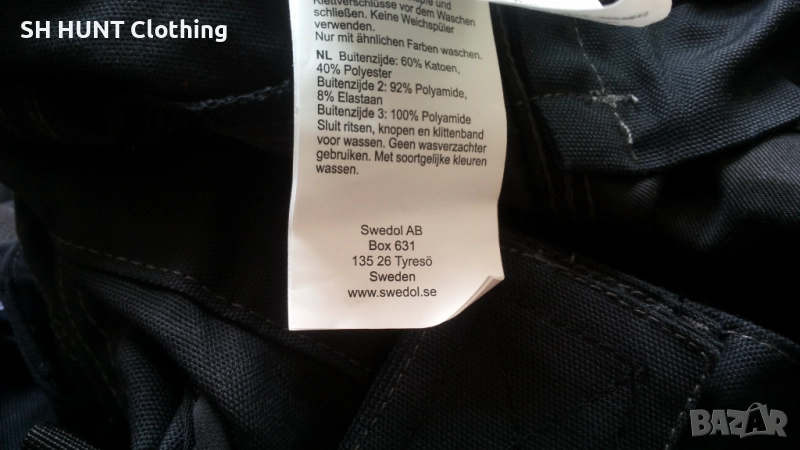 SH HUNT Clothing
Klettverschlüsse vor dem Waschen
schließen. Keine Weichspüler
verwenden.
Nur mit ähnlichen Farben waschen.
NL Buitenzijde: 60% Katoen,
40% Polyester
Buitenzijde 2: 92% Polyamide,
8% Elastaan
Buitenzijde 3: 100% Polyamide
Sluit ritsen, knopen en klittenband
voor wassen. Geen wasverzachter
gebruiken. Met soortgelijke kleuren
wassen.
Swedol AB
Box 631
135 26 Tyresö
Sweden
www.swedol.se
BAZAR